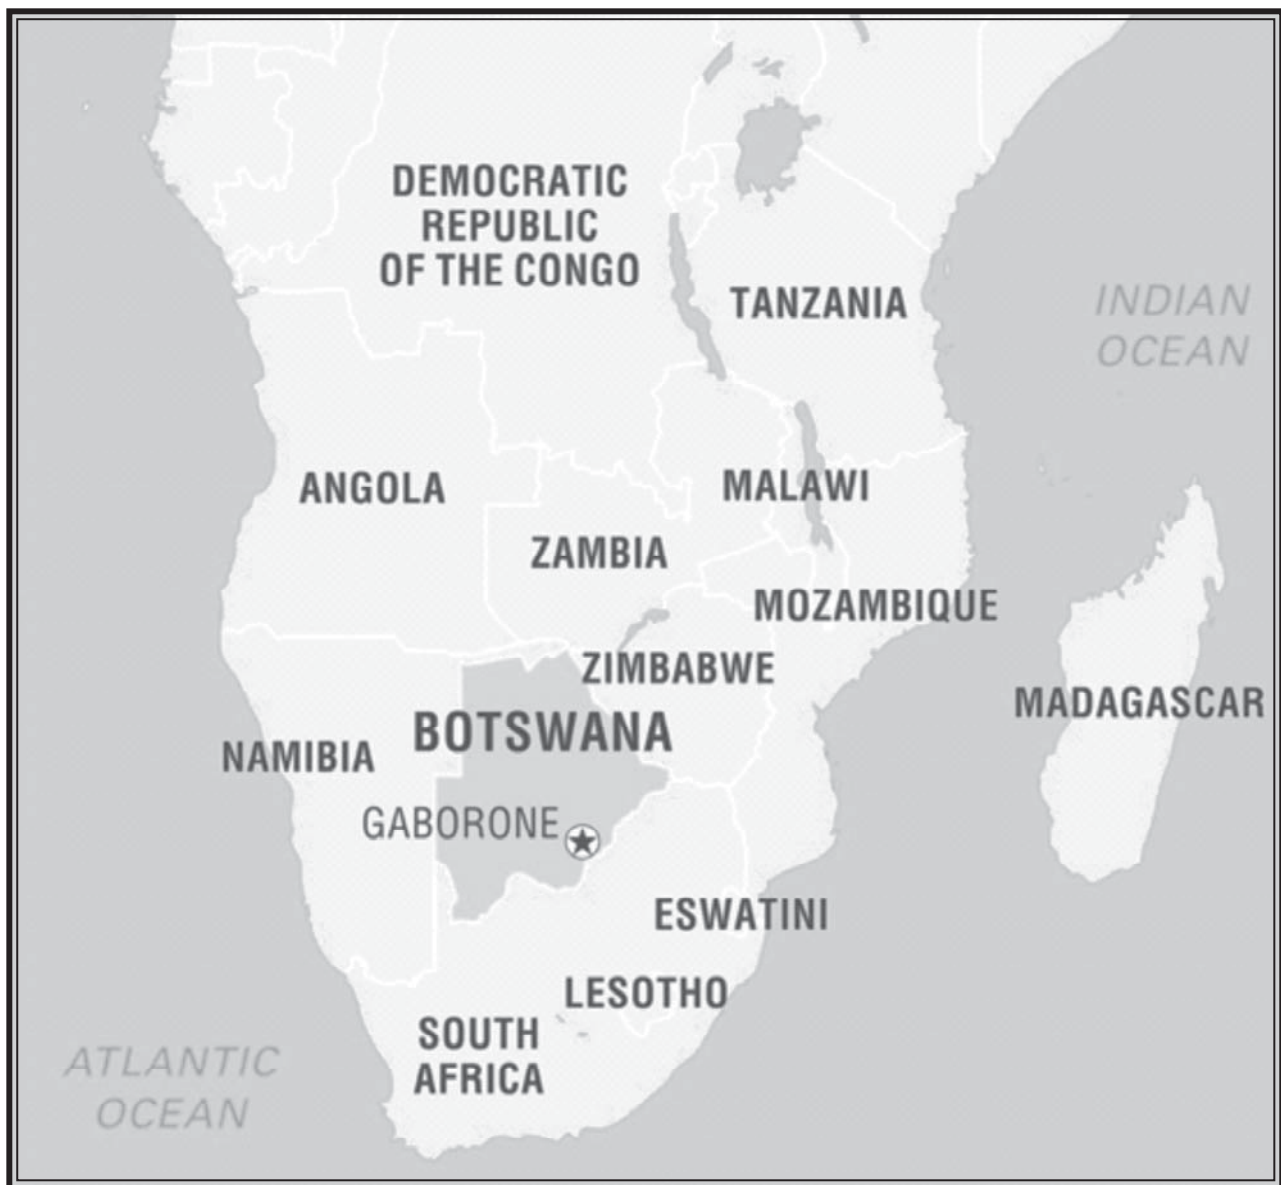 DEMOCRATIC
REPUBLIC
OF THE CONGO
TANZANIA
INDIAN
OCEAN
ANGOLA
MALAWI
ZAMBIA
MOZAMBIQUE
ZIMBABWE
MADAGASCAR
BOTSWANA
NAMIBIA
GABORONE
ESWATINI
LESOTHO
SOUTH
AFRICA
ATLANTIC
OCEAN